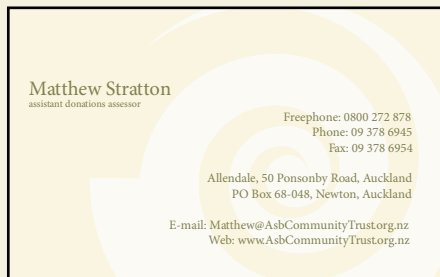 Matthew Stratton
assistant donations assessor
Freephone: 0800 272 878
Phone: 09 378 6945
Fax: 09 378 6954
Allendale, 50 Ponsonby Road, Auckland
PO Box 68-048, Newton, Auckland
E-mail: Matthew@AsbCommunityTrust.org.nz
Web: www.AsbCommunityTrust.org.nz